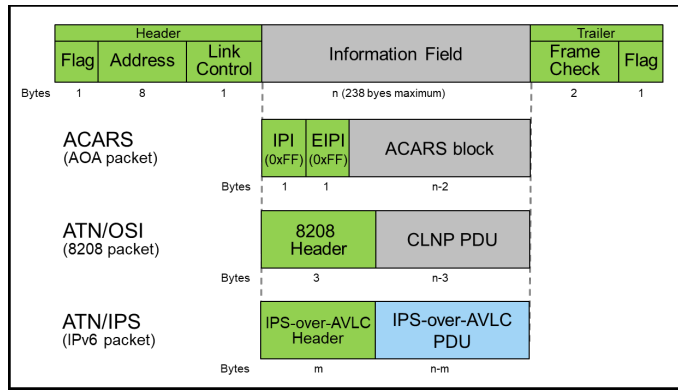 Header
Trailer
Flag
Address
Link
Control
Information Field
Frame
Check
Flag
Bytes
1
8
1
n (238 byes maximum)
2
1
ACARS
(AOA packet)
IPI
(0xFF)
EIPI
(0xFF)
ACARS block
Bytes
1
1
n-2
ATN/OSI
(8208 packet)
8208
Header
CLNP PDU
Bytes
3
n-3
ATN/IPS
(IPv6 packet)
IPS-over-AVLC
Header
IPS-over-AVLC
PDU
Bytes
m
n-m